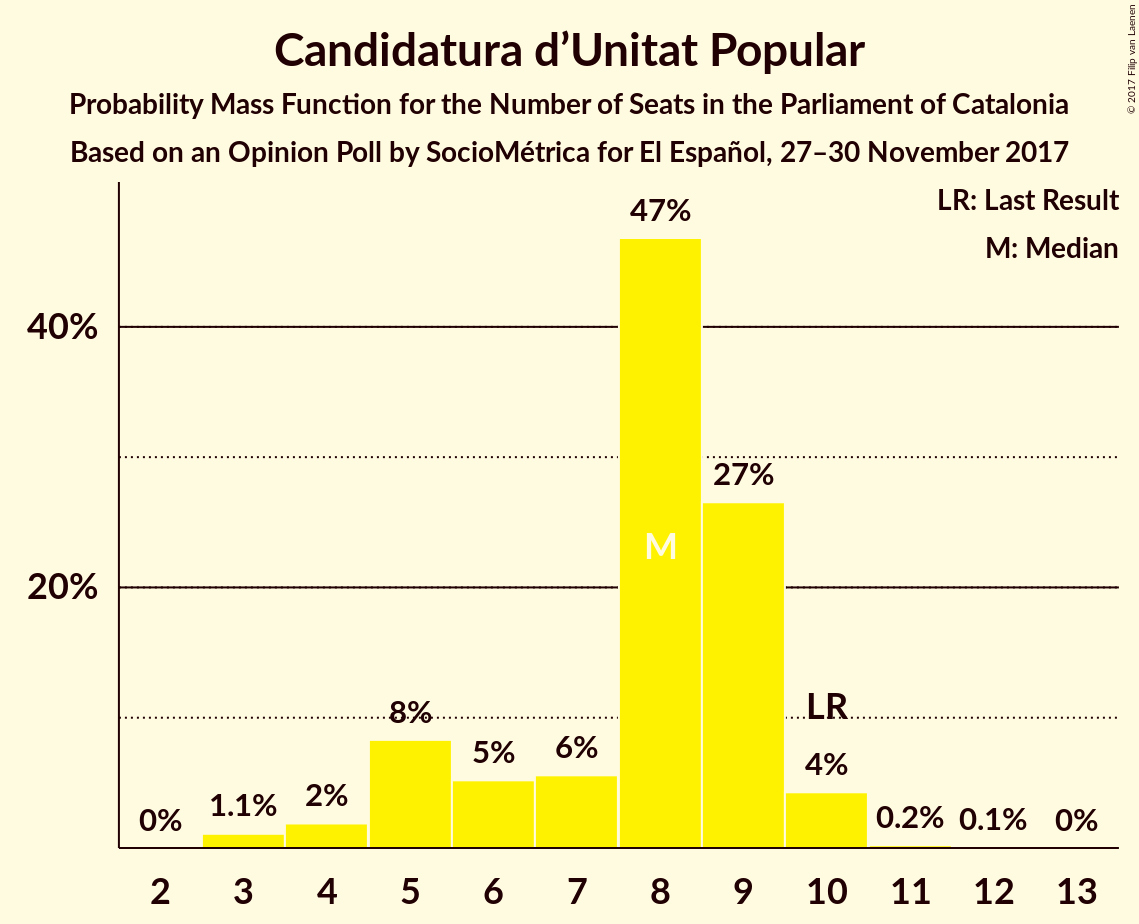 Candidatura d’Unitat Popular
Probability Mass Function for the Number of Seats in the Parliament of Catalonia
Based on an Opinion Poll by SocioMétrica for El Español, 27–30 November 2017
© 2017 Filip van Laenen
LR: Last Result
M: Median
40%
20%
0%
1.1%
2%
8%
5%
6%
47%
M
27%
LR
4%
0.2%
0.1%
0%
2 3 4 5 6 7 8 9 10 11 12 13